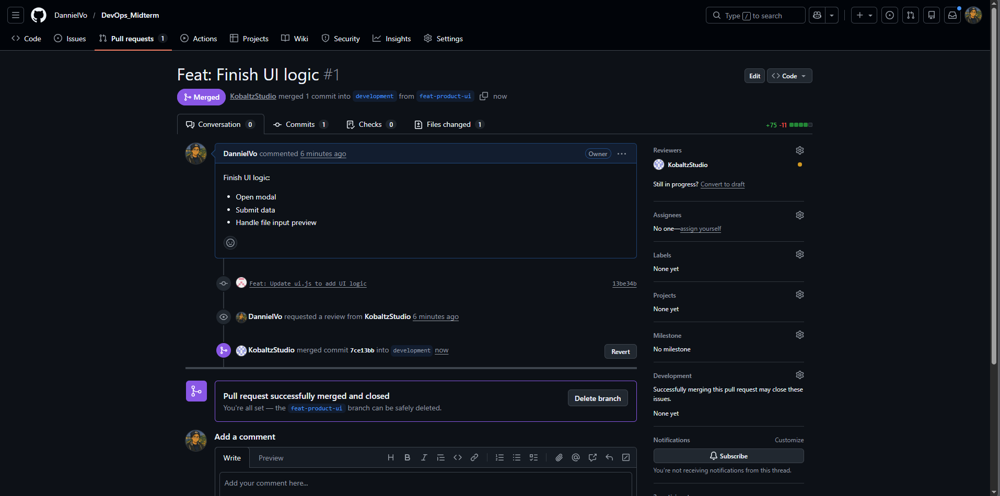 DannielVo / DevOps_Midterm
Type / to search
Code
Issues
Pull requests 1
Actions
Projects
Wiki
Security
Insights
Settings
Feat: Finish UI logic #1
Edit
Code
Merged
KobaltzStudio merged 1 commit into development from feat-product-ui now
Conversation 0
Commits 1
Checks 0
Files changed 1
+75 -11
DannielVo commented 6 minutes ago
Owner
Finish UI logic:
• Open modal
• Submit data
• Handle file input preview
Feat: Update ui.js to add UI logic
13be34b
DannielVo requested a review from KobaltzStudio 6 minutes ago
KobaltzStudio merged commit 7ce13bb into development now
Revert
Pull request successfully merged and closed
You're all set — the feat-product-ui branch can be safely deleted.
Delete branch
Add a comment
Write
Preview
Add your comment here...
Reviewers
KobaltzStudio
Still in progress? Convert to draft
Assignees
No one—assign yourself
Labels
None yet
Projects
None yet
Milestone
No milestone
Development
Successfully merging this pull request may close these
issues.
None yet
Notifications
Customize
Subscribe
You're not receiving notifications from this thread.